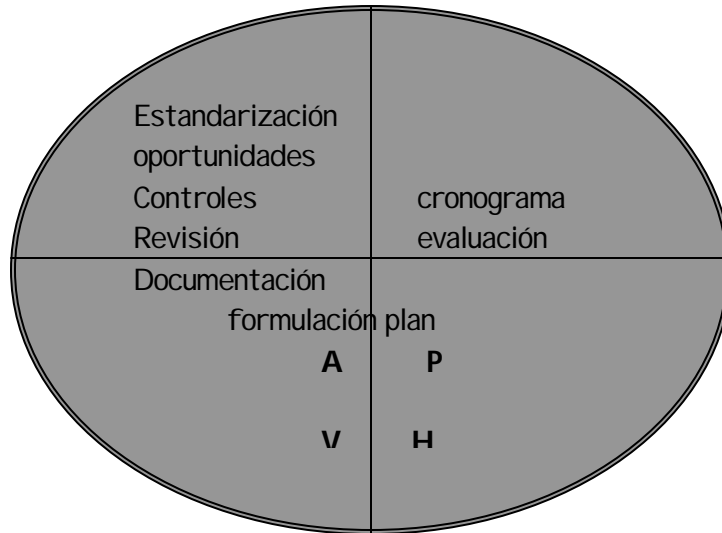 Estandarización
oportunidades
Controles cronograma
Revisión evaluación
Documentación
formulación plan
A P
V H